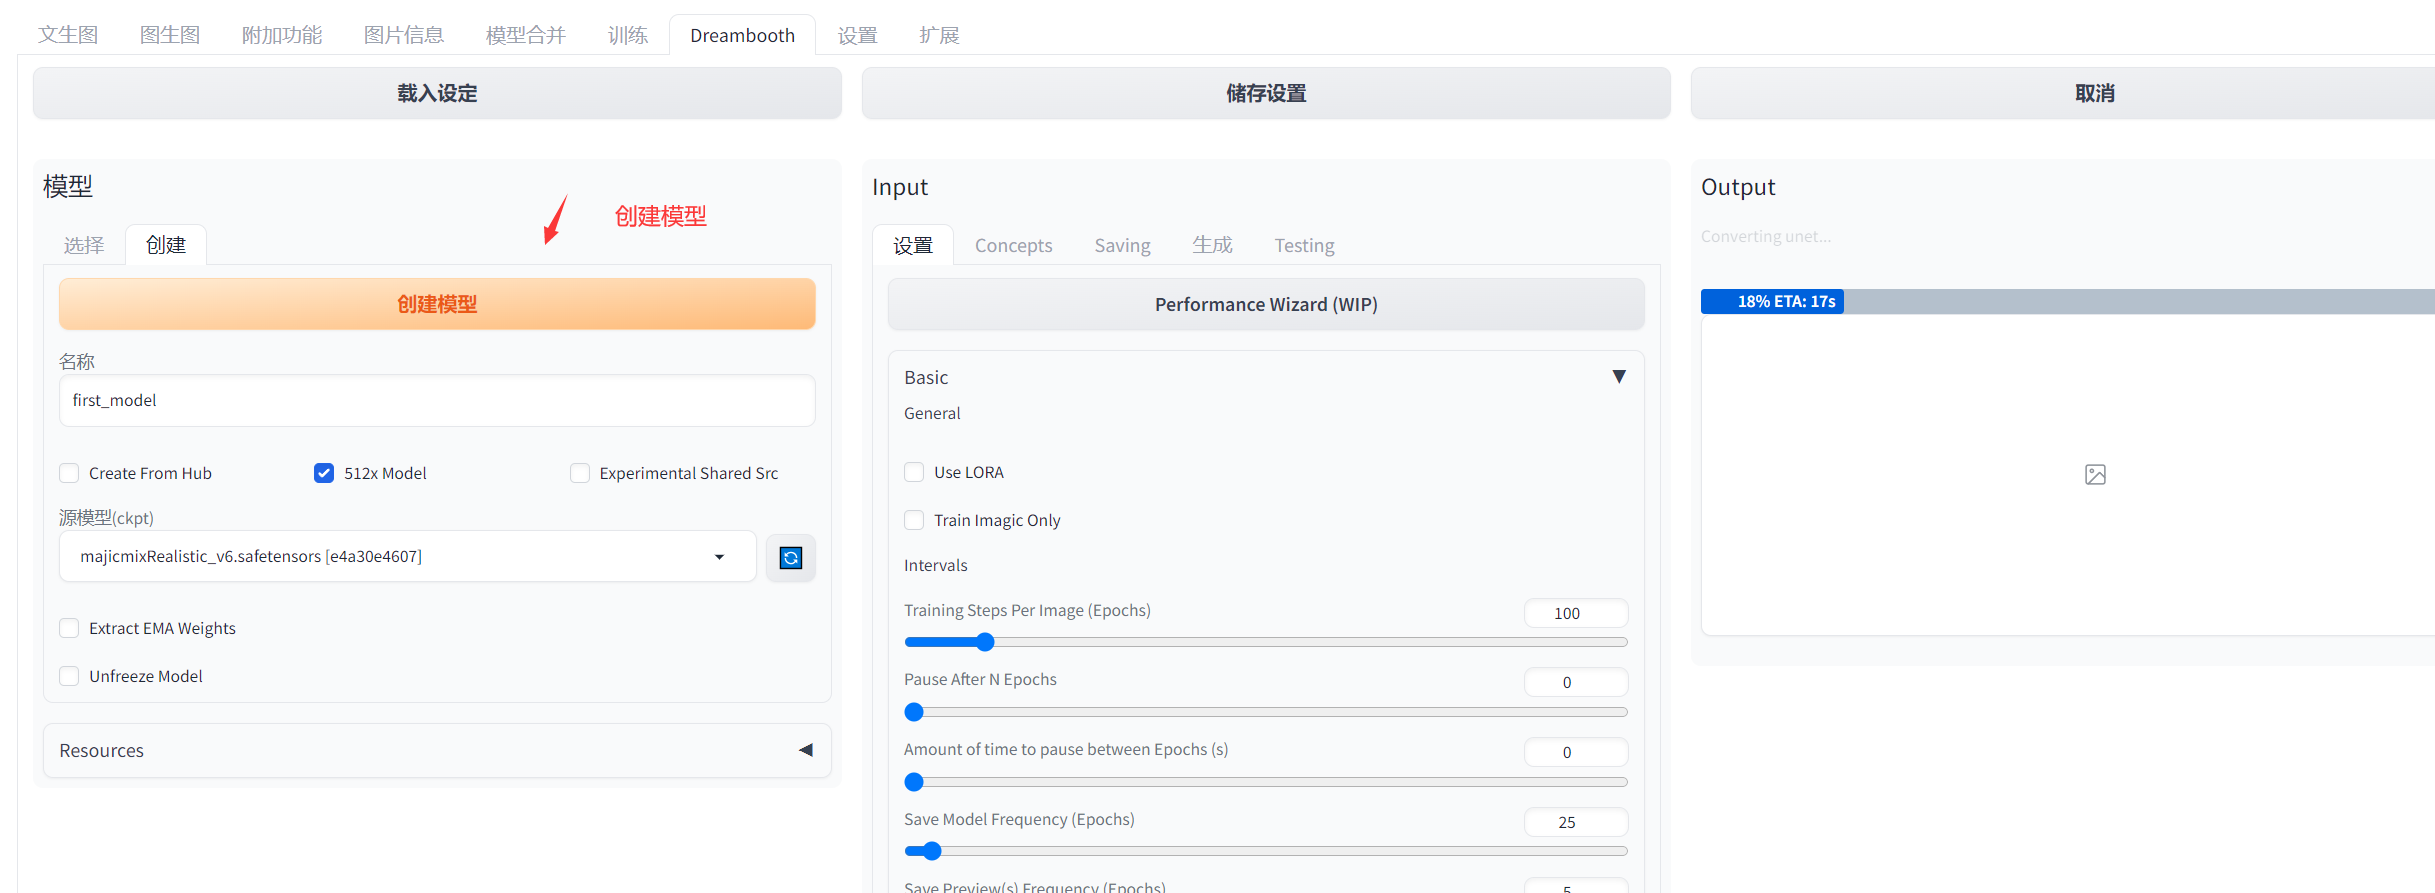 文生图 图生图 附加功能 图片信息 模型合并 训练 Dreambooth 设置 扩展
载入设定 储存设置 取消
模型
创建模型
选择 创建
创建模型
名称
first_model
Create From Hub 512x Model Experimental Shared Src
源模型(ckpt)
majicmixRealistic_v6.safetensors [e4a30e4607]
Extract EMA Weights
Unfreeze Model
Resources
Input
设置 Concepts Saving 生成 Testing
Performance Wizard (WIP)
Basic
General
Use LORA
Train Imagic Only
Intervals
Training Steps Per Image (Epochs) 100
Pause After N Epochs 0
Amount of time to pause between Epochs (s) 0
Save Model Frequency (Epochs) 25
Save Preview(s) Frequency (Epochs) 5
Output
Converting unet...
18% ETA: 17s